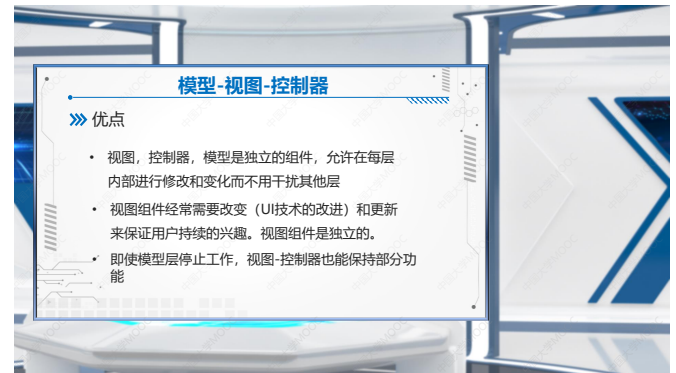 模型-视图-控制器
优点
• 视图，控制器，模型是独立的组件，允许在每层
内部进行修改和变化而不用干扰其他层
• 视图组件经常需要改变（UI技术的改进）和更新
来保证用户持续的兴趣。视图组件是独立的。
• 即使模型层停止工作，视图-控制器也能保持部分功
能